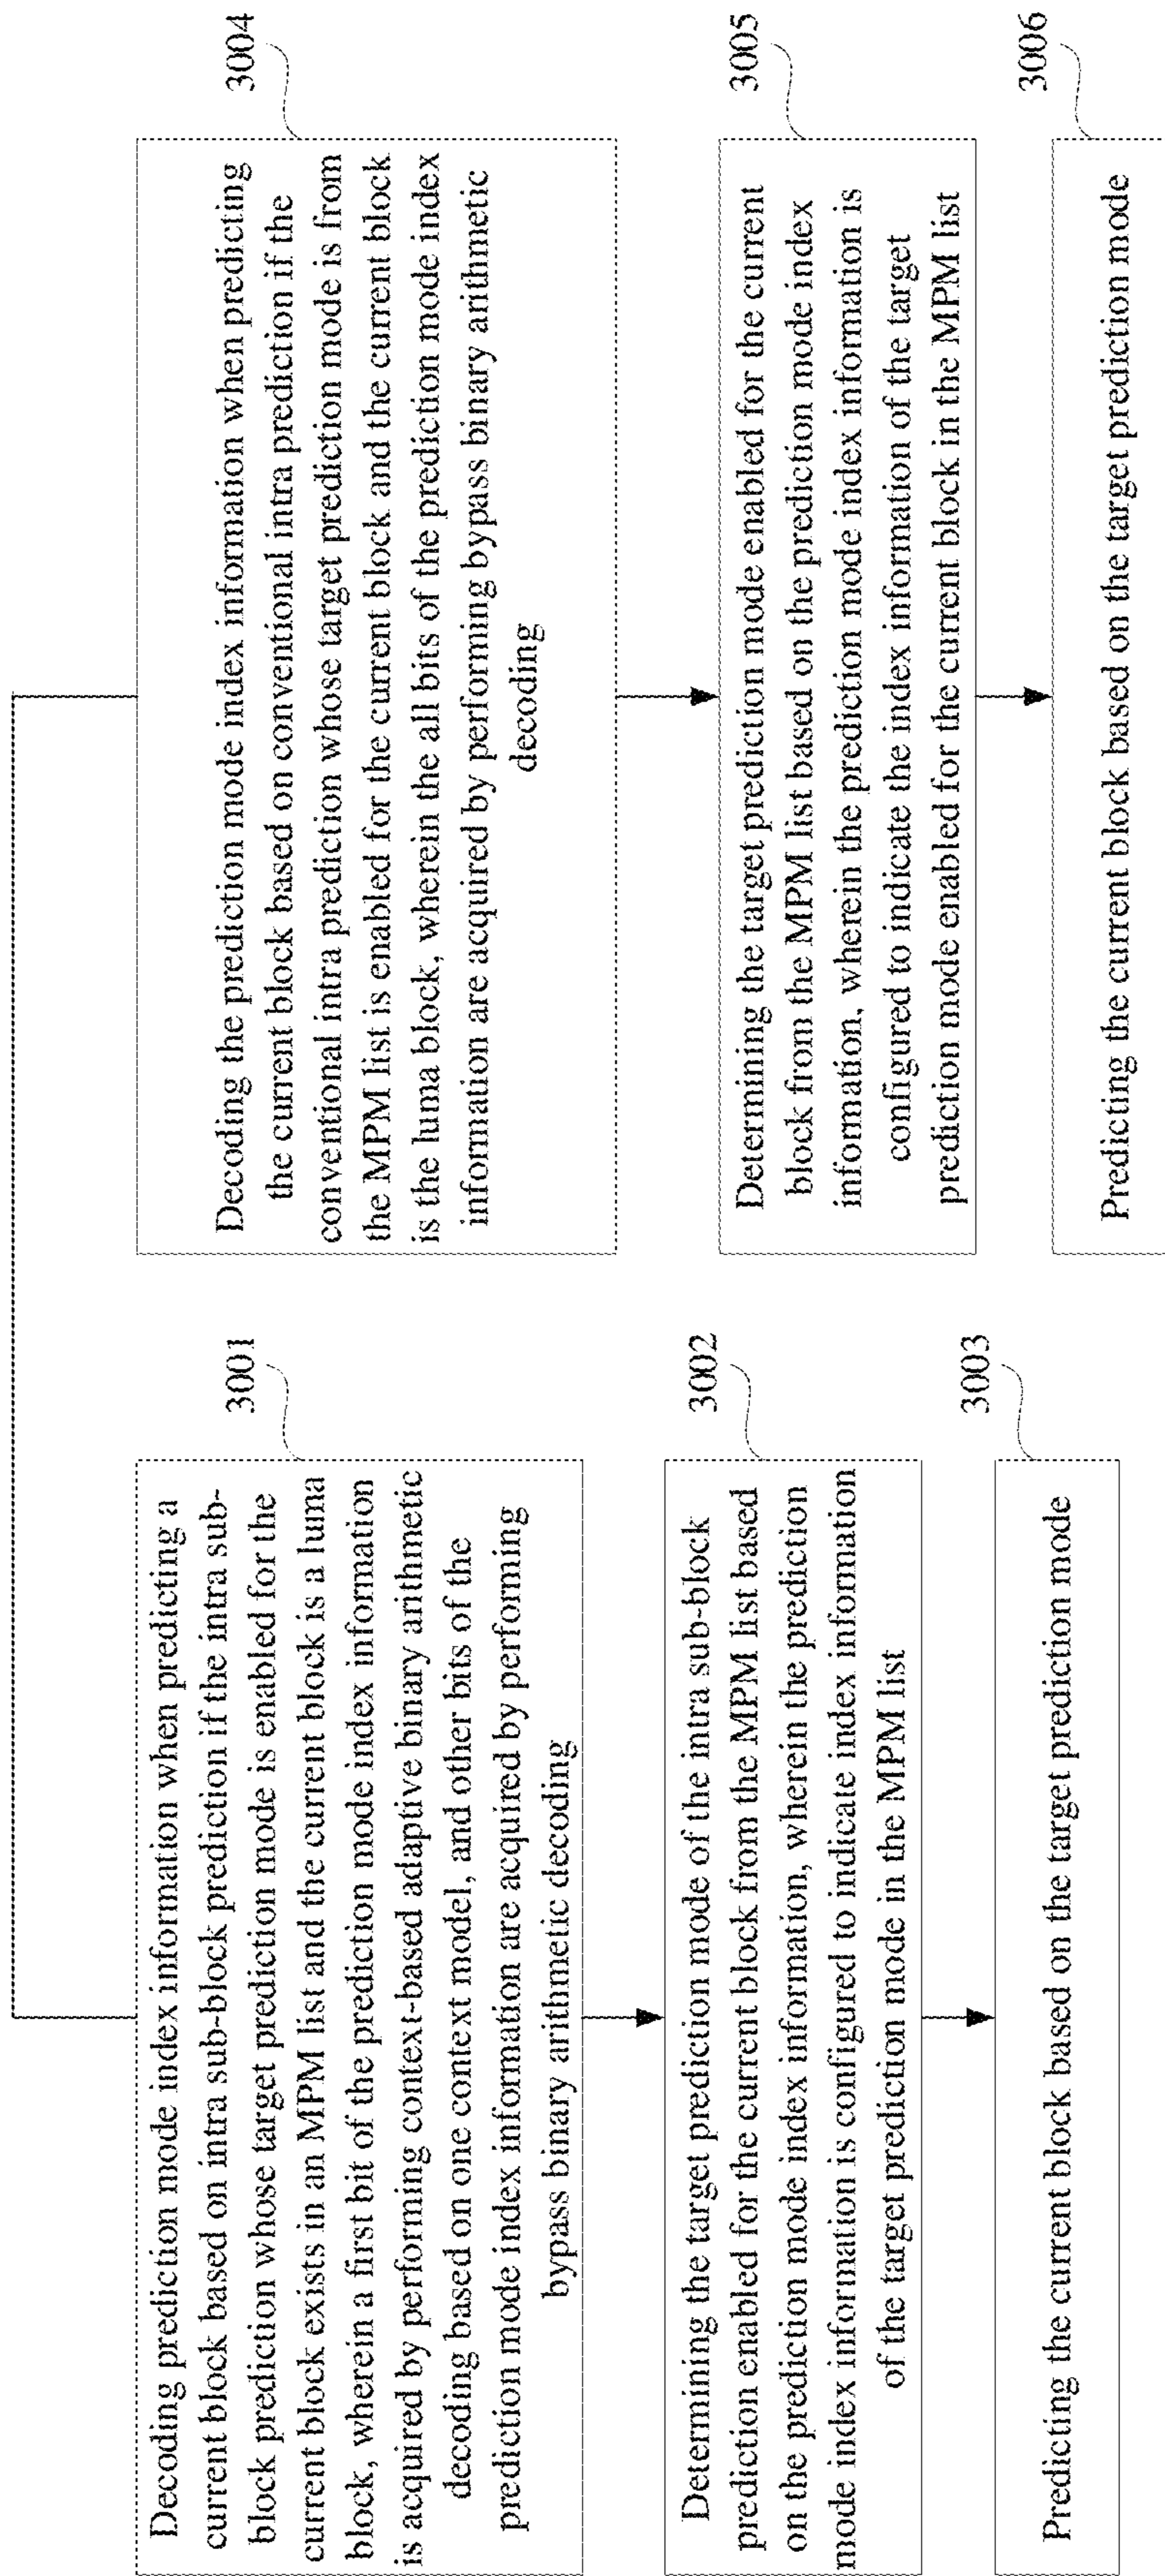 3001
Decoding prediction mode index information when predicting a
current block based on intra sub-block prediction if the intra sub-
block prediction whose target prediction mode is enabled for the
current block exists in an MPM list and the current block is a luma
block, wherein a first bit of the prediction mode index information
is acquired by performing context-based adaptive binary arithmetic
decoding based on one context model, and other bits of the
prediction mode index information are acquired by performing
bypass binary arithmetic decoding
3002
Determining the target prediction mode of the intra sub-block
prediction enabled for the current block from the MPM list based
on the prediction mode index information, wherein the prediction
mode index information is configured to indicate index information
of the target prediction mode in the MPM list
3003
Predicting the current block based on the target prediction mode
3004
Decoding the prediction mode index information when predicting
the current block based on conventional intra prediction if the
conventional intra prediction whose target prediction mode is from
the MPM list is enabled for the current block and the current block
is the luma block, wherein the all bits of the prediction mode index
information are acquired by performing bypass binary arithmetic
decoding
3005
Determining the target prediction mode enabled for the current
block from the MPM list based on the prediction mode index
information, wherein the prediction mode index information is
configured to indicate the index information of the target
prediction mode enabled for the current block in the MPM list
3006
Predicting the current block based on the target prediction mode